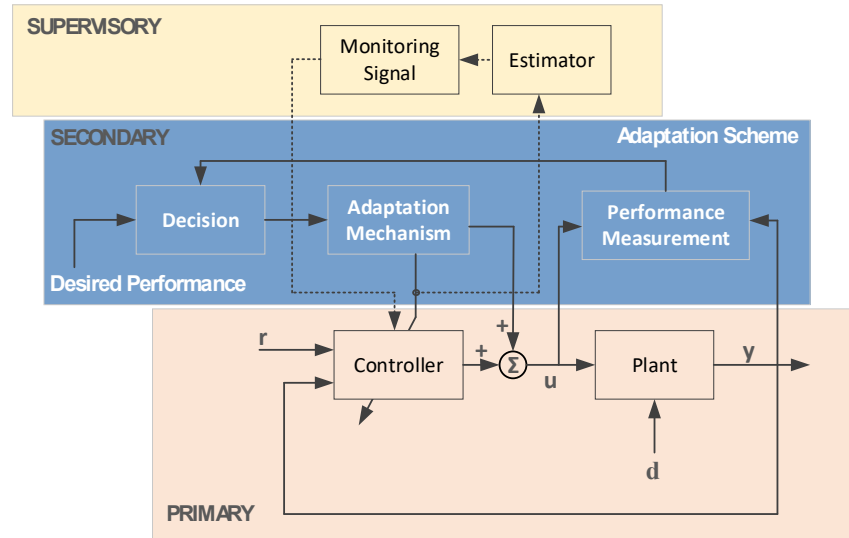 SUPERVISORY
Monitoring
Signal
Estimator
SECONDARY
Adaptation Scheme
Decision
Adaptation
Mechanism
Performance
Measurement
Desired Performance
r
Controller
+
+
Σ
u
Plant
y
d
PRIMARY